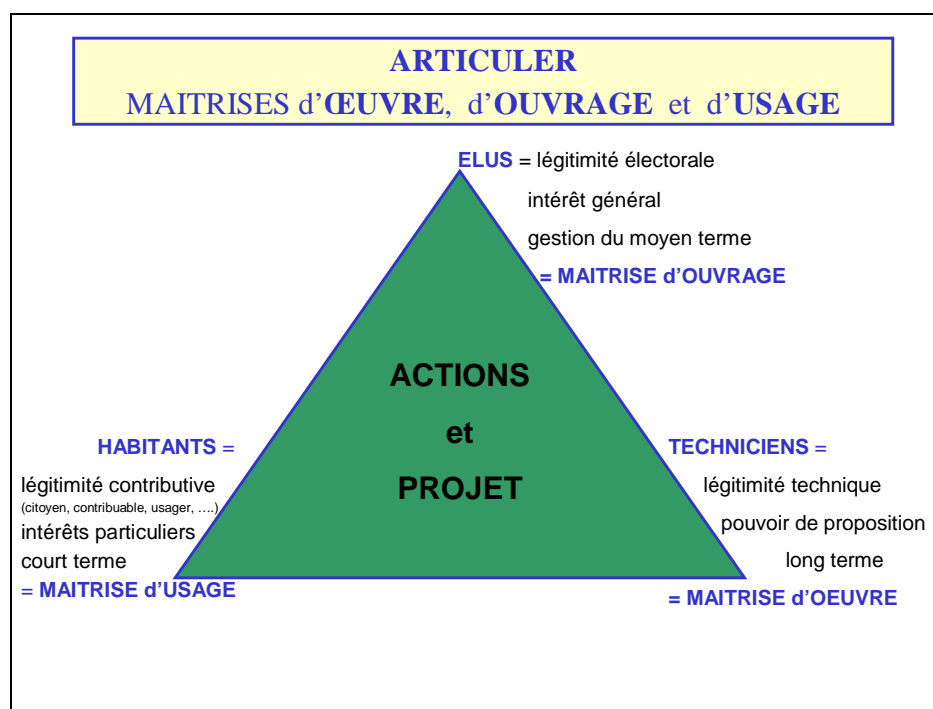 ARTICULER
MAITRISES d'ŒUVRE, d'OUVRAGE et d'USAGE
ELUS = légitimité électorale
intérêt général
gestion du moyen terme
= MAITRISE d'OUVRAGE
ACTIONS
et
PROJET
HABITANTS =
légitimité contributive
(citoyen, contribuable, usager, ….)
intérêts particuliers
court terme
= MAITRISE d'USAGE
TECHNICIENS =
légitimité technique
pouvoir de proposition
long terme
= MAITRISE d'OEUVRE